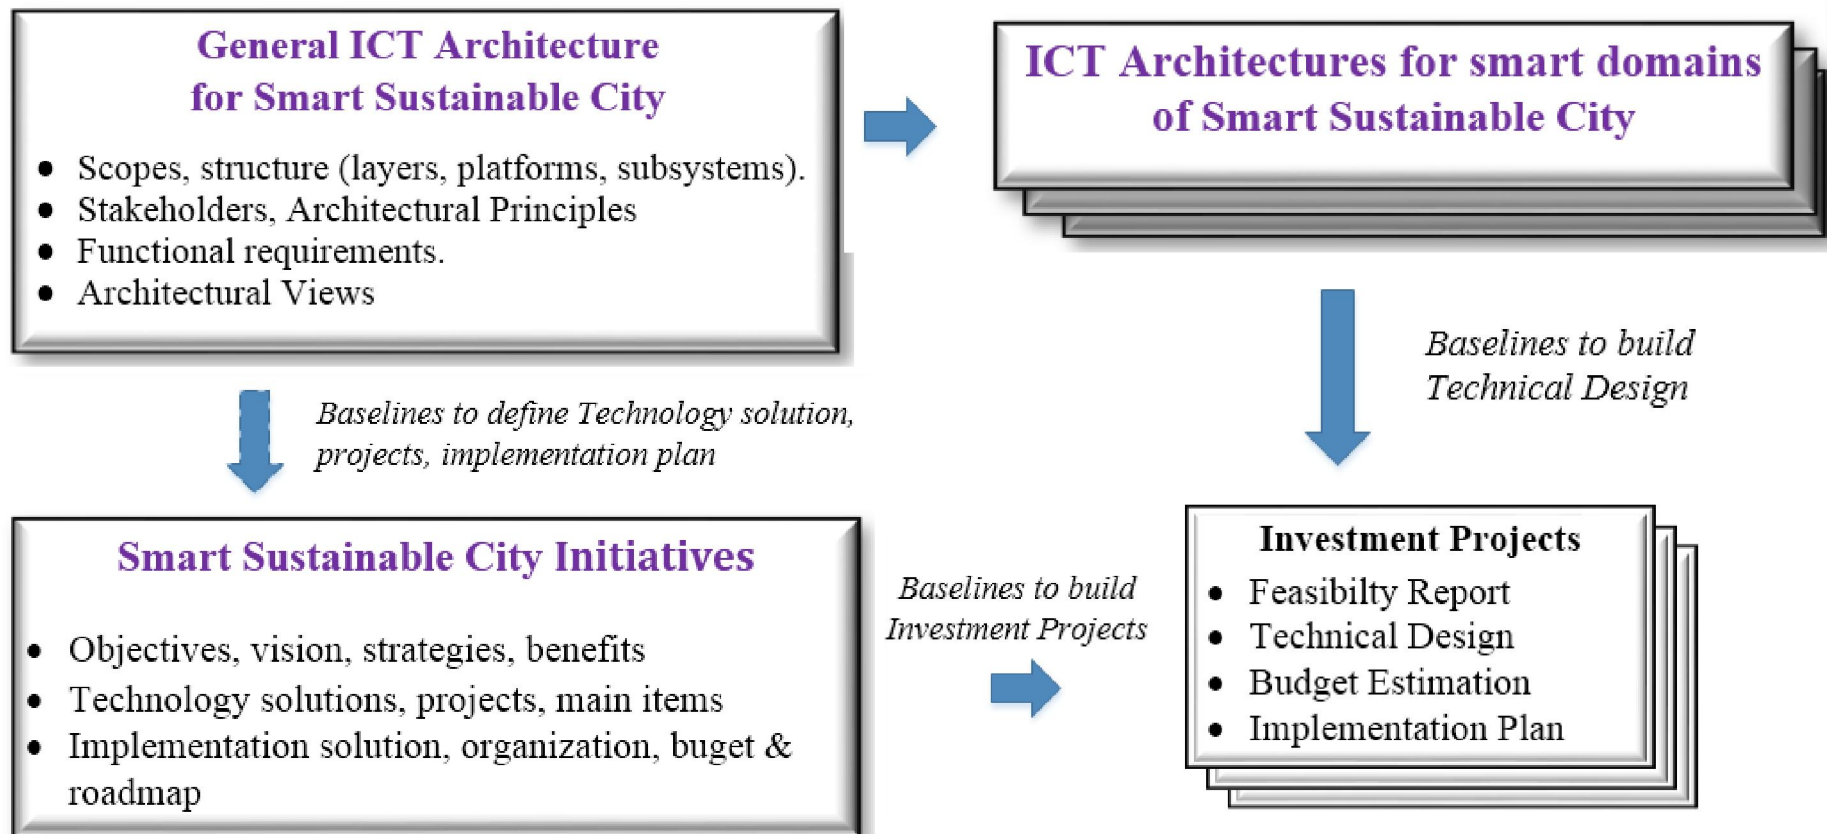 General ICT Architecture
for Smart Sustainable City
● Scopes, structure (layers, platforms, subsystems).
● Stakeholders, Architectural Principles
● Functional requirements.
● Architectural Views
ICT Architectures for smart domains
of Smart Sustainable City
Baselines to define Technology solution,
projects, implementation plan
Baselines to build
Technical Design
Smart Sustainable City Initiatives
● Objectives, vision, strategies, benefits
● Technology solutions, projects, main items
● Implementation solution, organization, buget &
roadmap
Baselines to build
Investment Projects
Investment Projects
● Feasibilty Report
● Technical Design
● Budget Estimation
● Implementation Plan